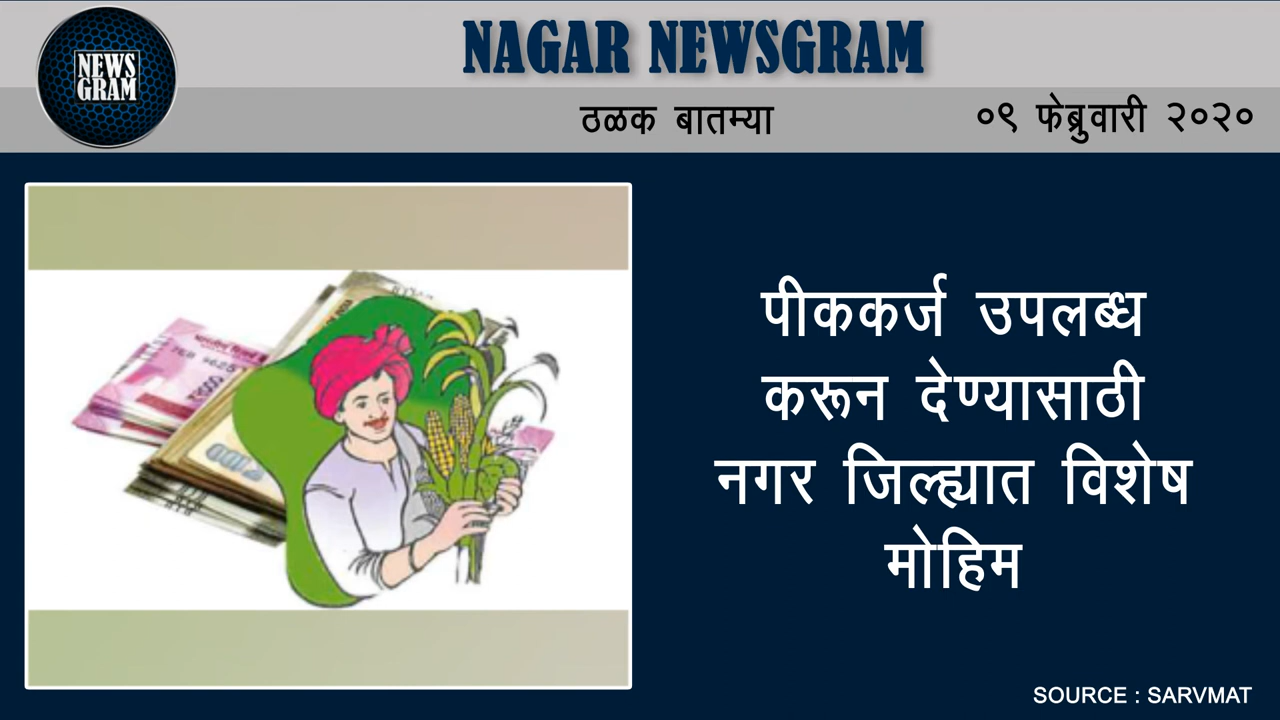 NEWS
GRAM
NAGAR NEWSGRAM
ठळक बातम्या
०९ फेब्रुवारी २०२०
पीककर्ज उपलब्ध
करून देण्यासाठी
नगर जिल्ह्यात विशेष
मोहिम
SOURCE : SARVMAT